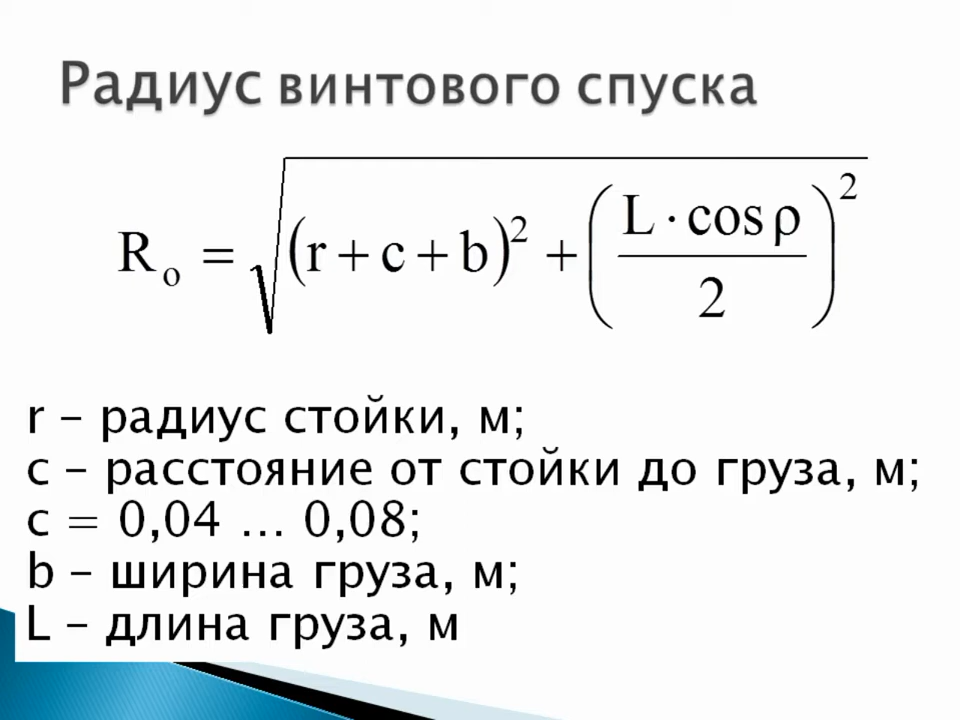 Радиус винтового спуска
R₀ = √((r + c + b)² + (L · cos ρ / 2)²)
r – радиус стойки, м;
c – расстояние от стойки до груза, м;
c = 0,04 … 0,08;
b – ширина груза, м;
L – длина груза, м